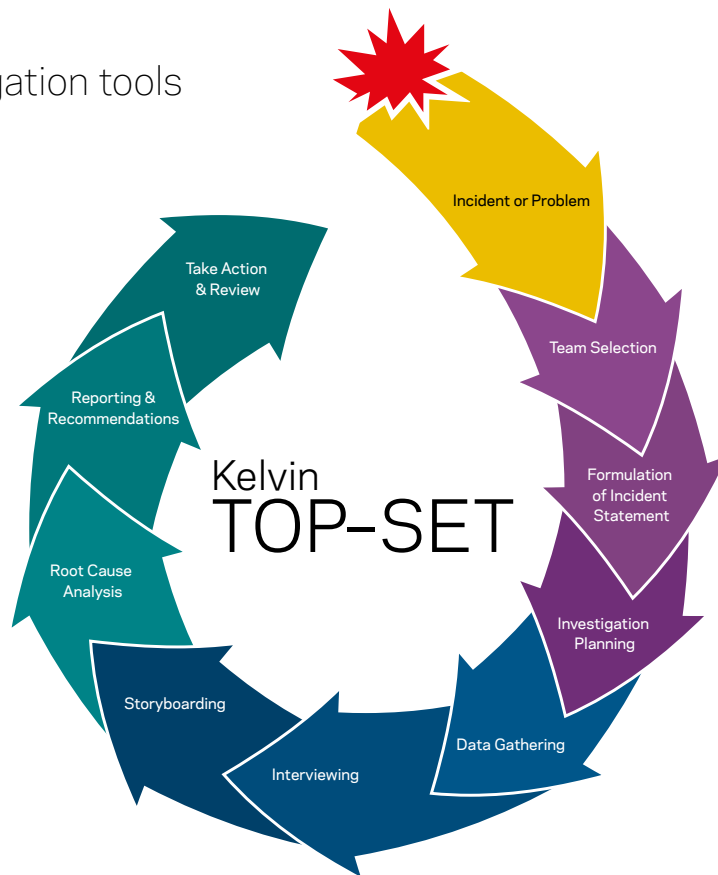 gation tools
Incident or Problem
Team Selection
Formulation
of Incident
Statement
Investigation
Planning
Data Gathering
Interviewing
Storyboarding
Root Cause
Analysis
Reporting &
Recommendations
Take Action
& Review
Kelvin
TOP-SET